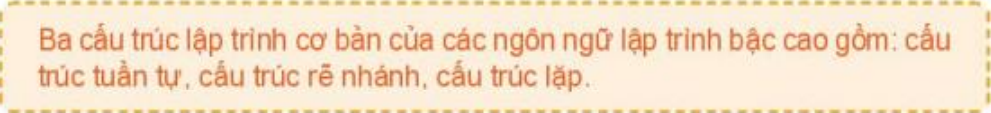 Ba cấu trúc lập trình cơ bản của các ngôn ngữ lập trình bậc cao gồm: cấu
trúc tuần tự, cấu trúc rẽ nhánh, cấu trúc lặp.